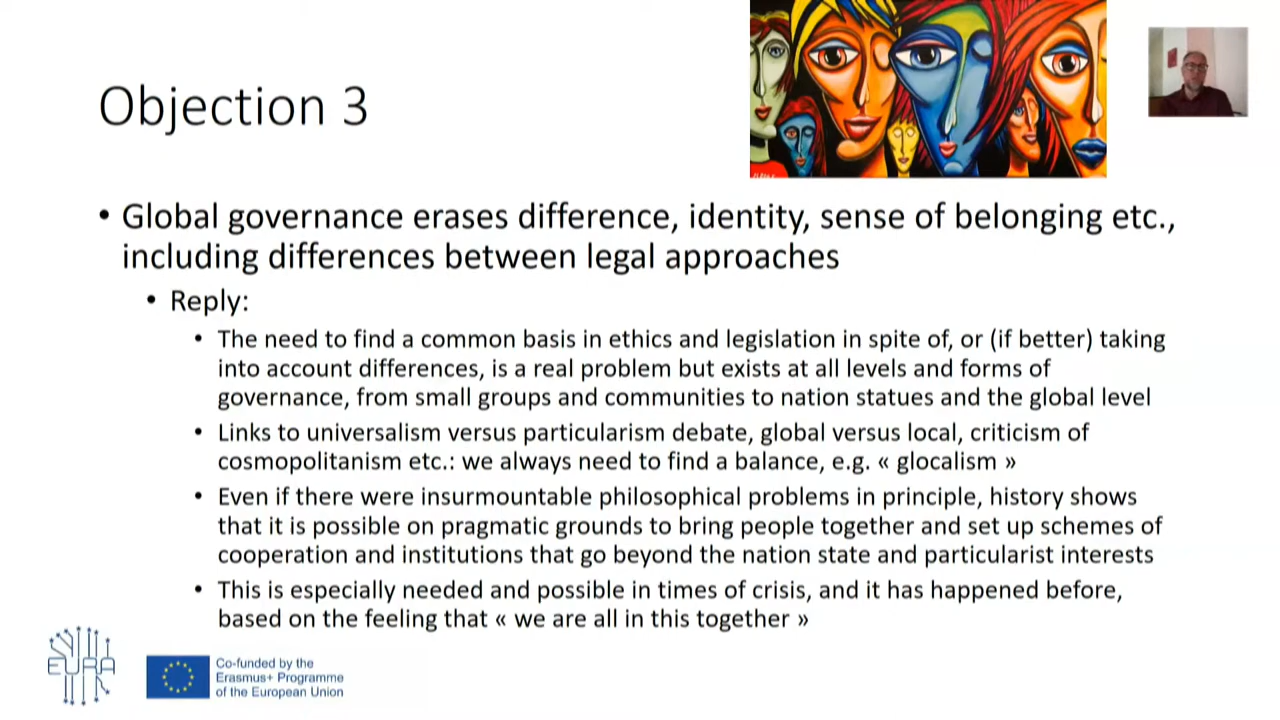 Objection 3
• Global governance erases difference, identity, sense of belonging etc.,
including differences between legal approaches
• Reply:
• The need to find a common basis in ethics and legislation in spite of, or (if better) taking
into account differences, is a real problem but exists at all levels and forms of
governance, from small groups and communities to nation statues and the global level
• Links to universalism versus particularism debate, global versus local, criticism of
cosmopolitanism etc.: we always need to find a balance, e.g. « glocalism »
• Even if there were insurmountable philosophical problems in principle, history shows
that it is possible on pragmatic grounds to bring people together and set up schemes of
cooperation and institutions that go beyond the nation state and particularist interests
• This is especially needed and possible in times of crisis, and it has happened before,
based on the feeling that « we are all in this together »
EURA
Co-funded by the
Erasmus+ Programme
of the European Union